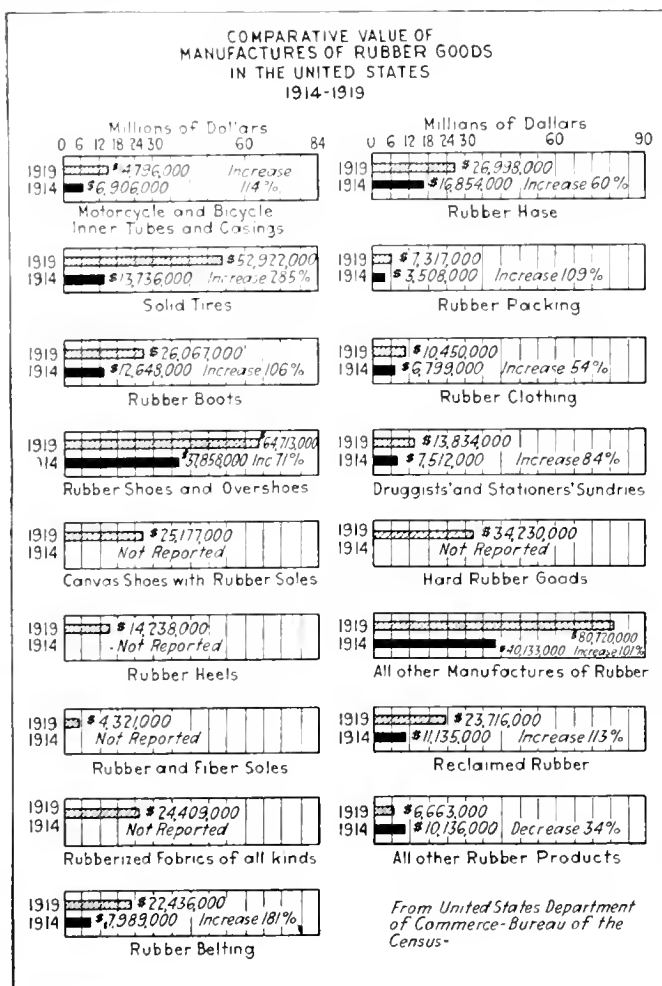 COMPARATIVE VALUE OF
MANUFACTURES OF RUBBER GOODS
IN THE UNITED STATES
1914-1919
Millions of Dollars
0 6 12 18 24 30 60 84
1919 $14,796,000 Increase
1914 $6,906,000 114%
Motorcycle and Bicycle
Inner Tubes and Casings
1919 $52,922,000
1914 $13,736,000 Increase 285%
Solid Tires
1919 $26,067,000
1914 $12,648,000 Increase 106%
Rubber Boots
1919 $64,713,000
14 $37,858,000 Inc 71%
Rubber Shoes and Overshoes
1919 $25,177,000
1914 Not Reported
Canvas Shoes with Rubber Soles
1919 $14,238,000
1914 Not Reported
Rubber Heels
1919 $4,321,000
1914 Not Reported
Rubber and Fiber Soles
1919 $24,409,000
1914 Not Reported
Rubberized Fabrics of all kinds
1919 $22,436,000
1914 $7,989,000 Increase 181%
Rubber Belting
Millions of Dollars
0 6 12 18 24 30 60 90
1919 $26,998,000
1914 $16,854,000 Increase 60%
Rubber Hose
1919 $7,317,000
1914 $3,508,000 Increase 109%
Rubber Packing
1919 $10,450,000
1914 $6,799,000 Increase 54%
Rubber Clothing
1919 $13,834,000
1914 $7,512,000 Increase 84%
Druggists' and Stationers' Sundries
1919 $34,230,000
1914 Not Reported
Hard Rubber Goods
1919 $80,720,000
1914 $40,133,000 Increase 101%
All other Manufactures of Rubber
1919 $23,716,000
1914 $11,135,000 Increase 113%
Reclaimed Rubber
1919 $6,663,000
1914 $10,136,000 Decrease 34%
All other Rubber Products
From United States Department
of Commerce-Bureau of the
Census-